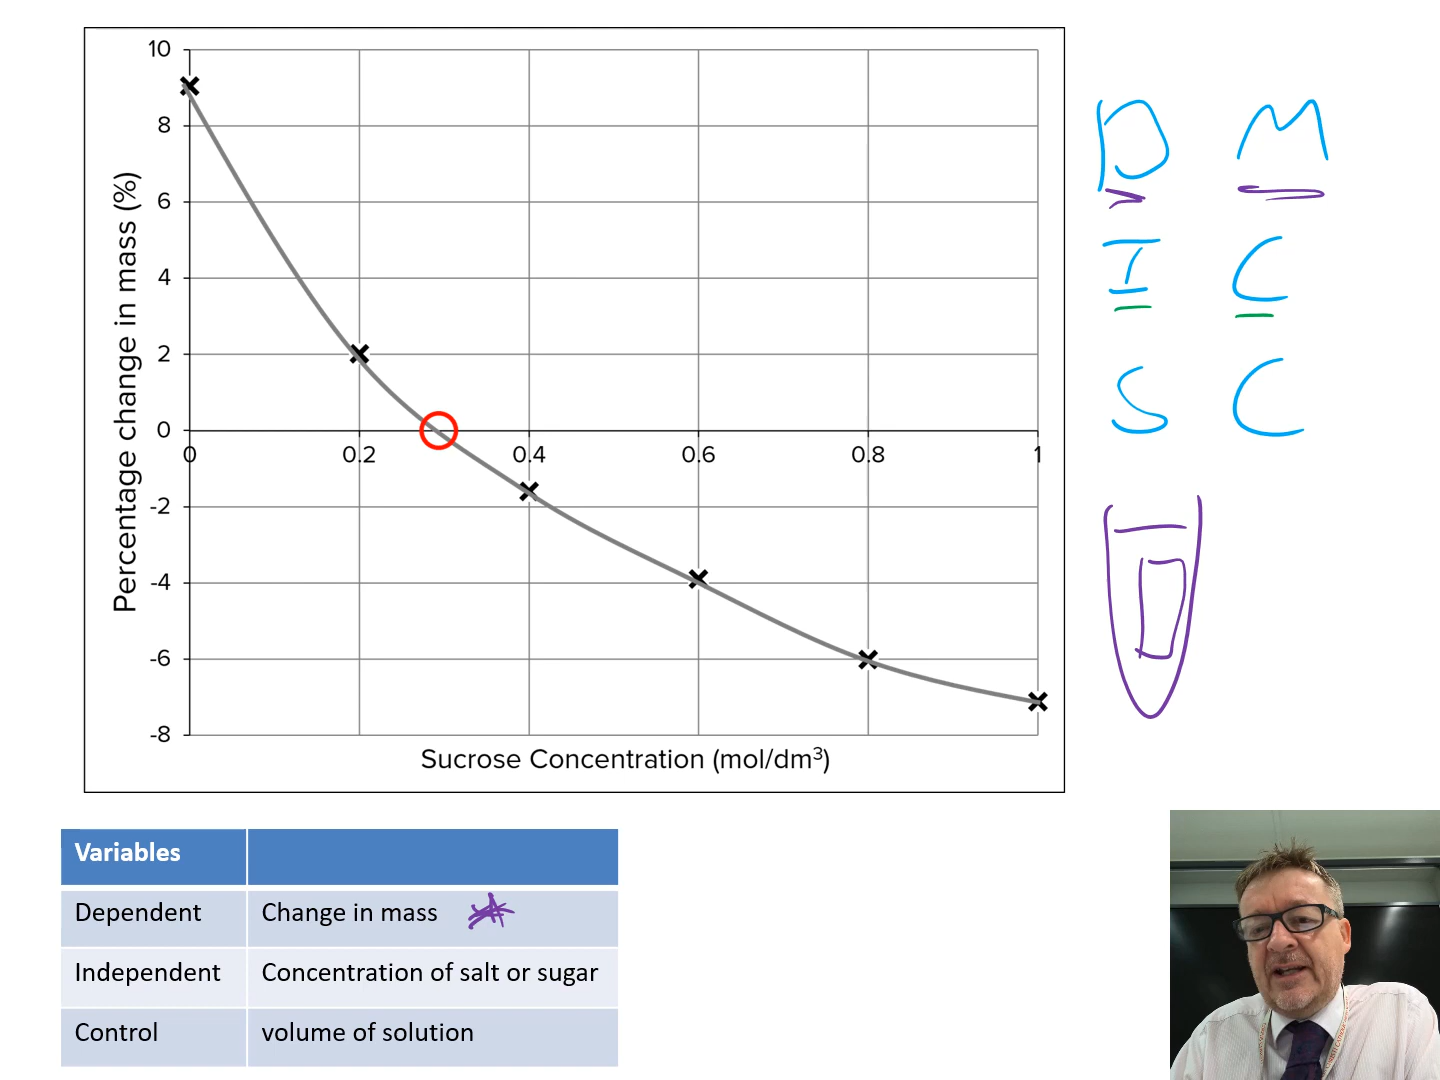 10
8
6
4
2
0
-2
-4
-6
-8
Percentage change in mass (%)
0 0.2 0.4 0.6 0.8 1
Sucrose Concentration (mol/dm³)
D M
I C
S C
Variables
Dependent Change in mass
Independent Concentration of salt or sugar
Control volume of solution